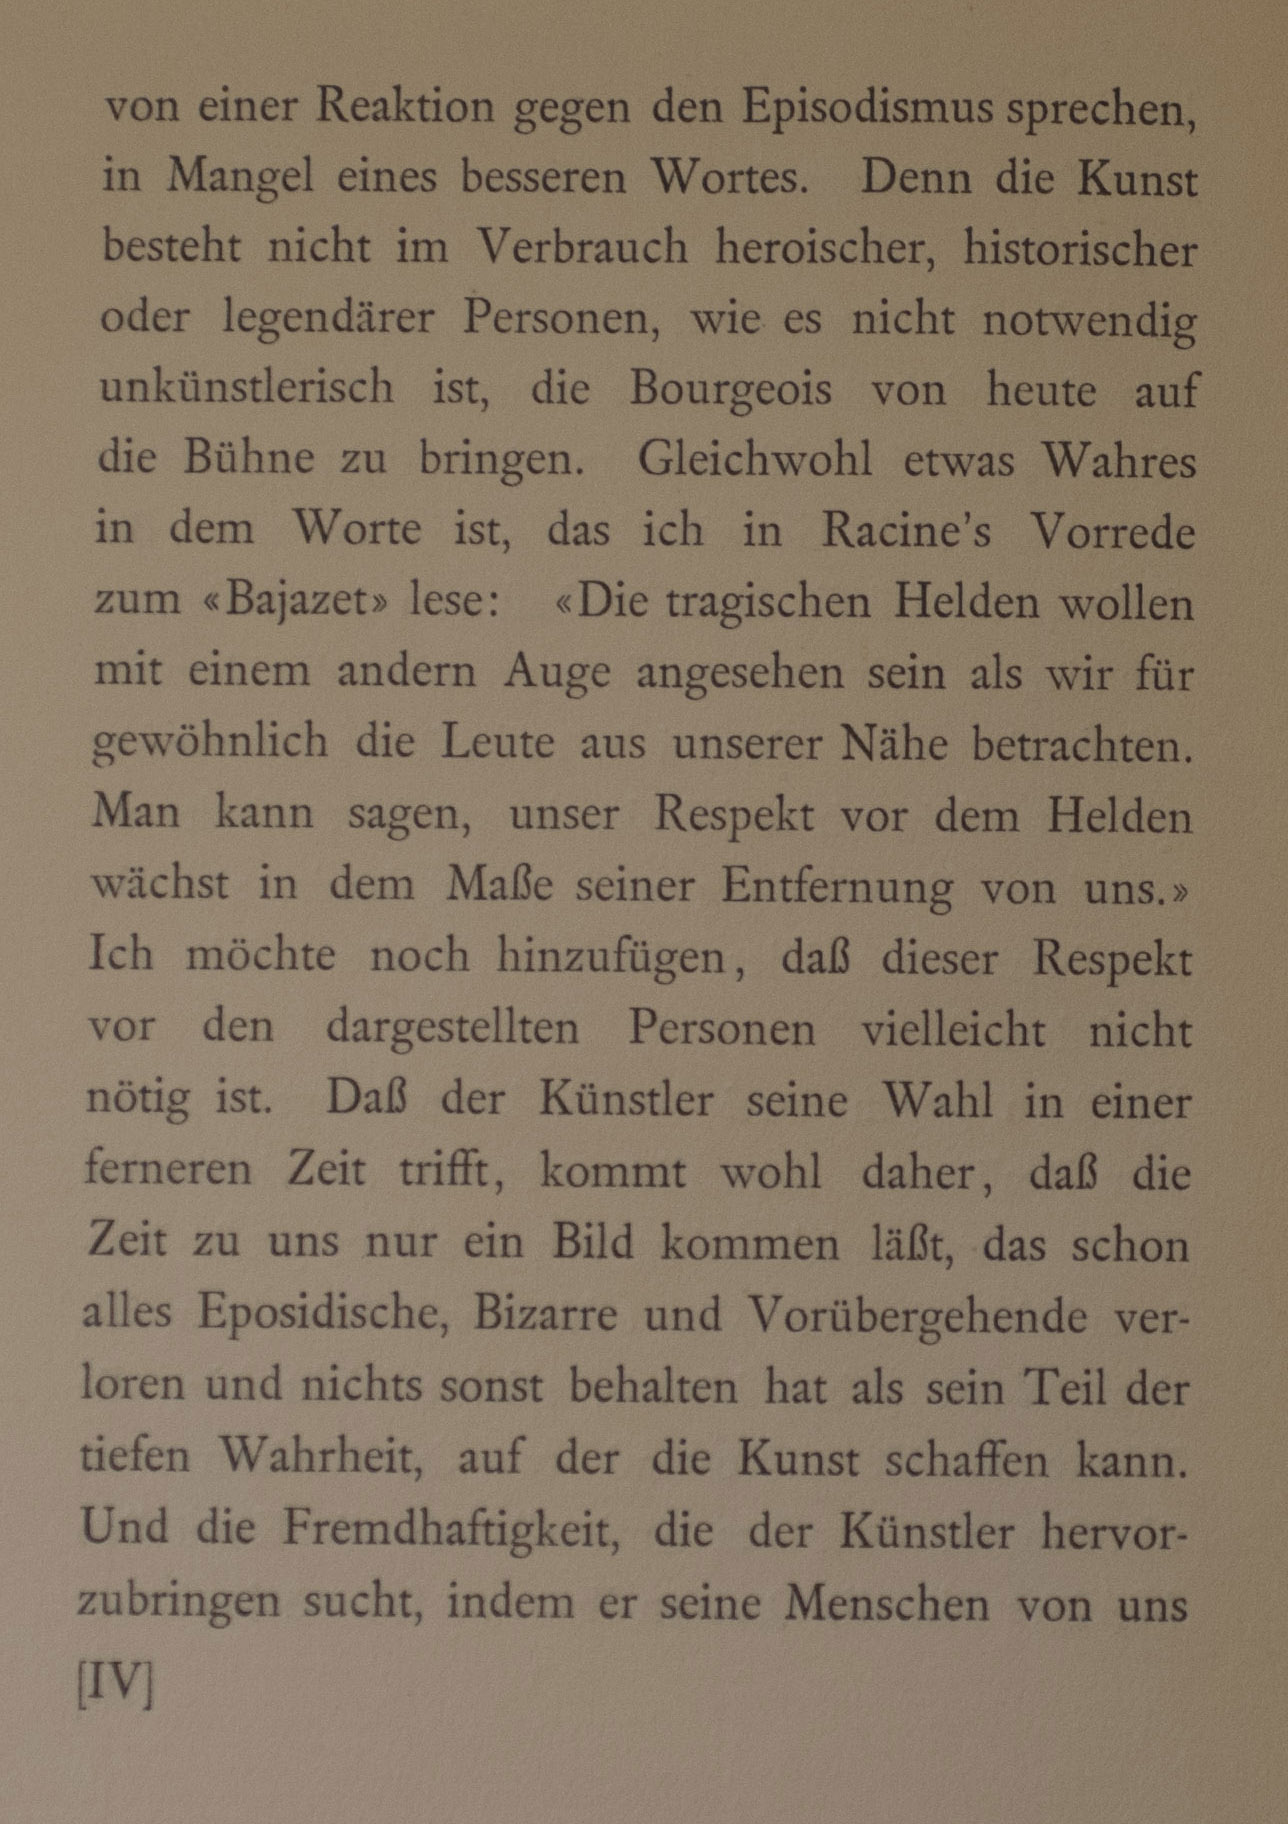 von einer Reaktion gegen den Episodismus sprechen,
in Mangel eines besseren Wortes. Denn die Kunst
besteht nicht im Verbrauch heroischer, historischer
oder legendärer Personen, wie es nicht notwendig
unkünstlerisch ist, die Bourgeois von heute auf
die Bühne zu bringen. Gleichwohl etwas Wahres
in dem Worte ist, das ich in Racine's Vorrede
zum «Bajazet» lese: «Die tragischen Helden wollen
mit einem andern Auge angesehen sein als wir für
gewöhnlich die Leute aus unserer Nähe betrachten.
Man kann sagen, unser Respekt vor dem Helden
wächst in dem Maße seiner Entfernung von uns.»
Ich möchte noch hinzufügen, daß dieser Respekt
vor den dargestellten Personen vielleicht nicht
nötig ist. Daß der Künstler seine Wahl in einer
ferneren Zeit trifft, kommt wohl daher, daß die
Zeit zu uns nur ein Bild kommen läßt, das schon
alles Eposidische, Bizarre und Vorübergehende ver-
loren und nichts sonst behalten hat als sein Teil der
tiefen Wahrheit, auf der die Kunst schaffen kann.
Und die Fremdhaftigkeit, die der Künstler hervor-
zubringen sucht, indem er seine Menschen von uns
[IV]